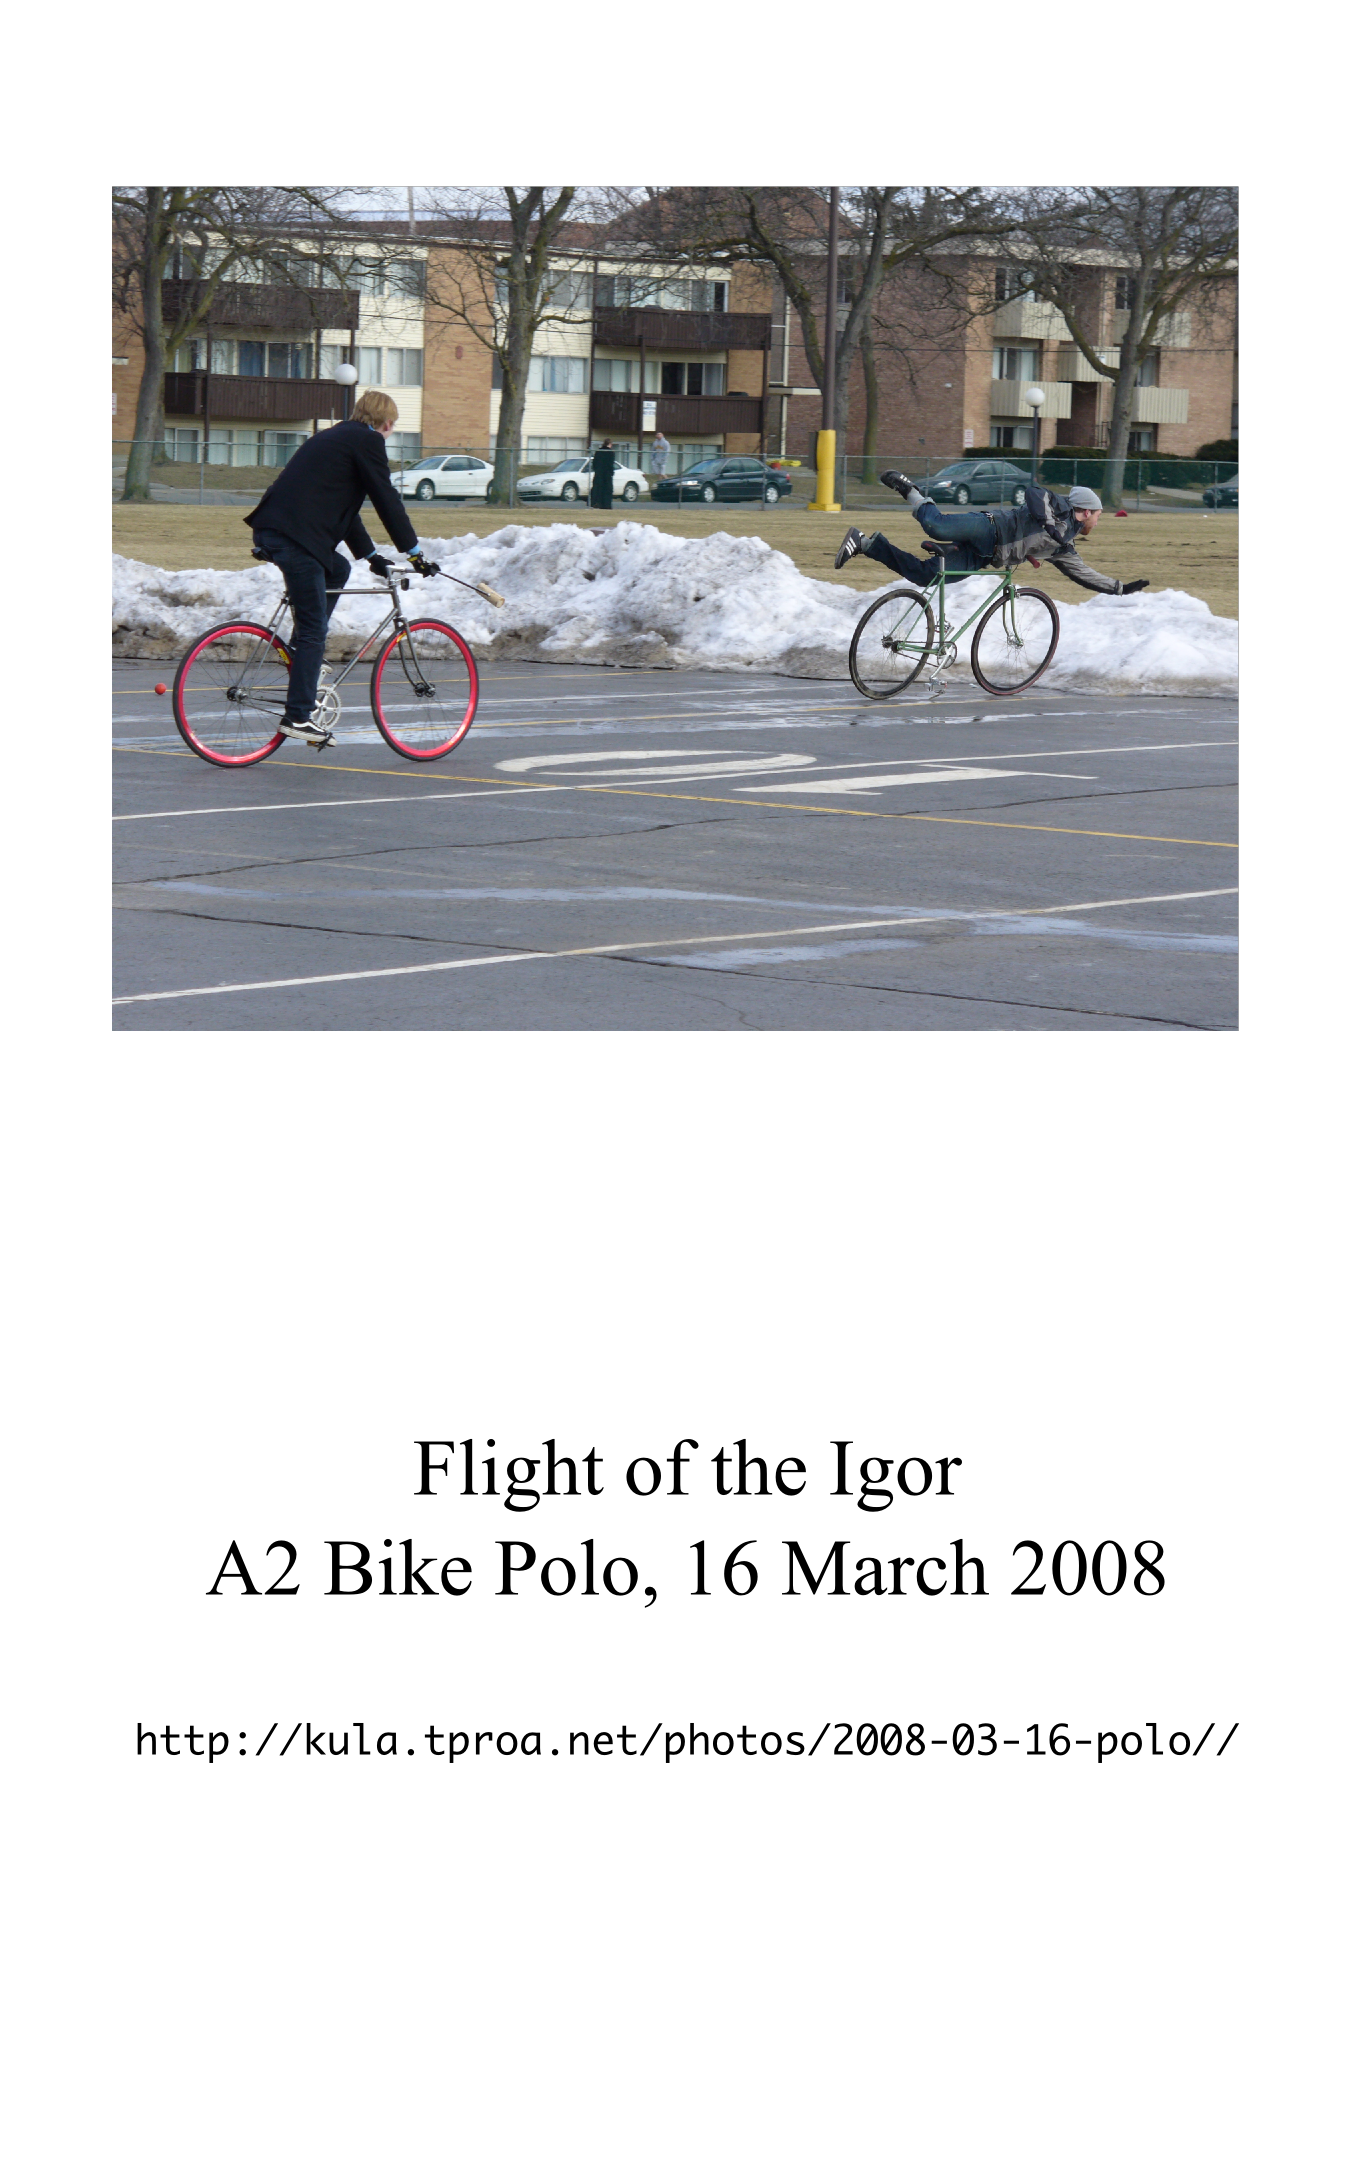 Flight of the Igor
A2 Bike Polo, 16 March 2008
http://kula.tproa.net/photos/2008-03-16-polo//